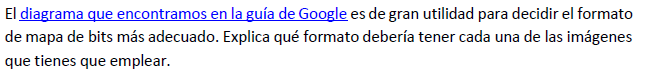 El diagrama que encontramos en la guía de Google es de gran utilidad para decidir el formato
de mapa de bits más adecuado. Explica qué formato debería tener cada una de las imágenes
que tienes que emplear.